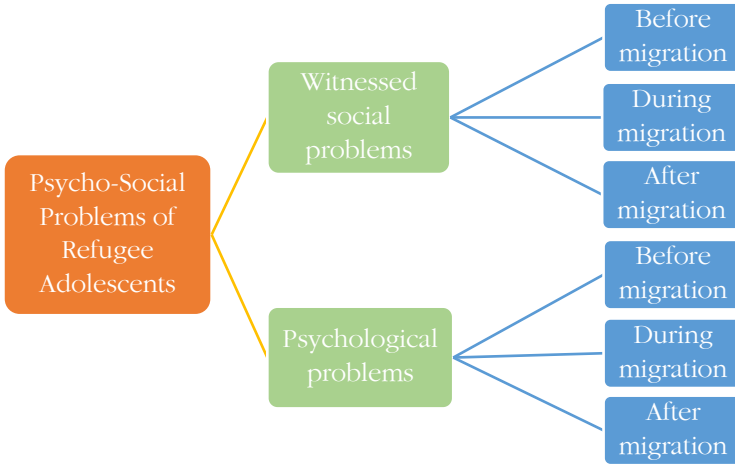 Psycho-Social
Problems of
Refugee
Adolescents
Witnessed
social
problems
Before
migration
During
migration
After
migration
Psychological
problems
Before
migration
During
migration
After
migration